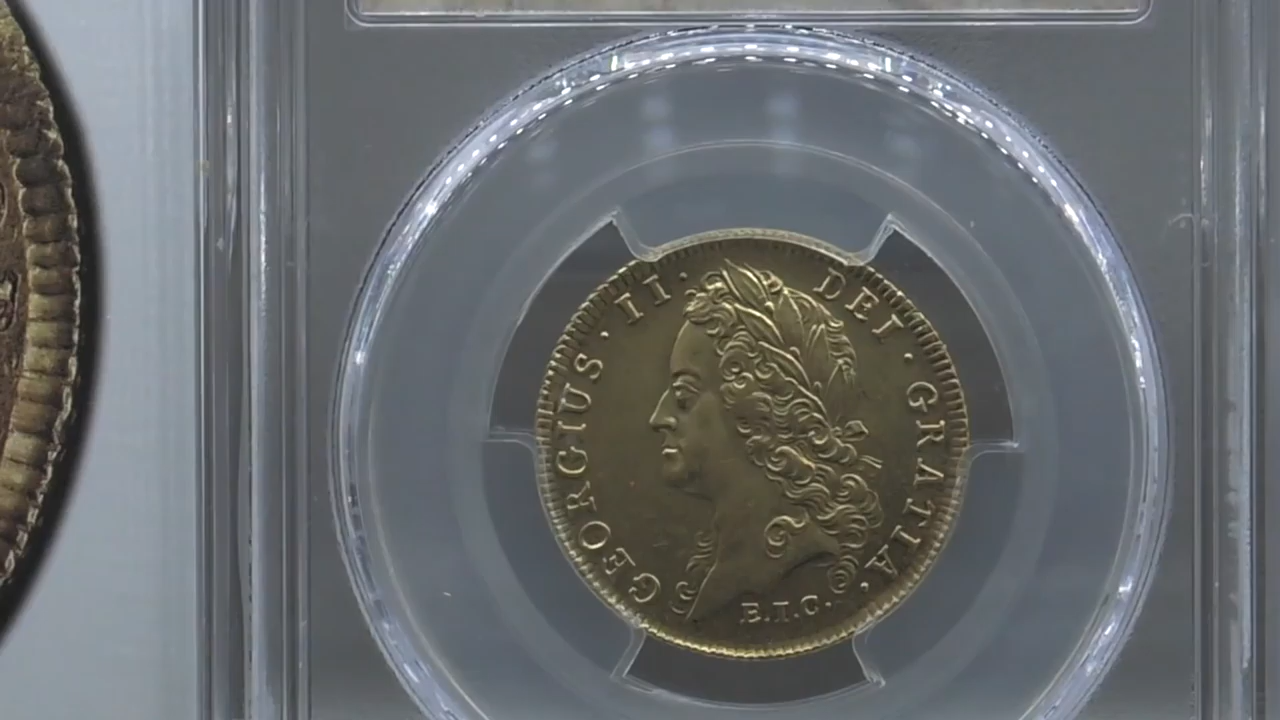 GEORGIUS · II · DEI · GRATIA ,
E.I.C.